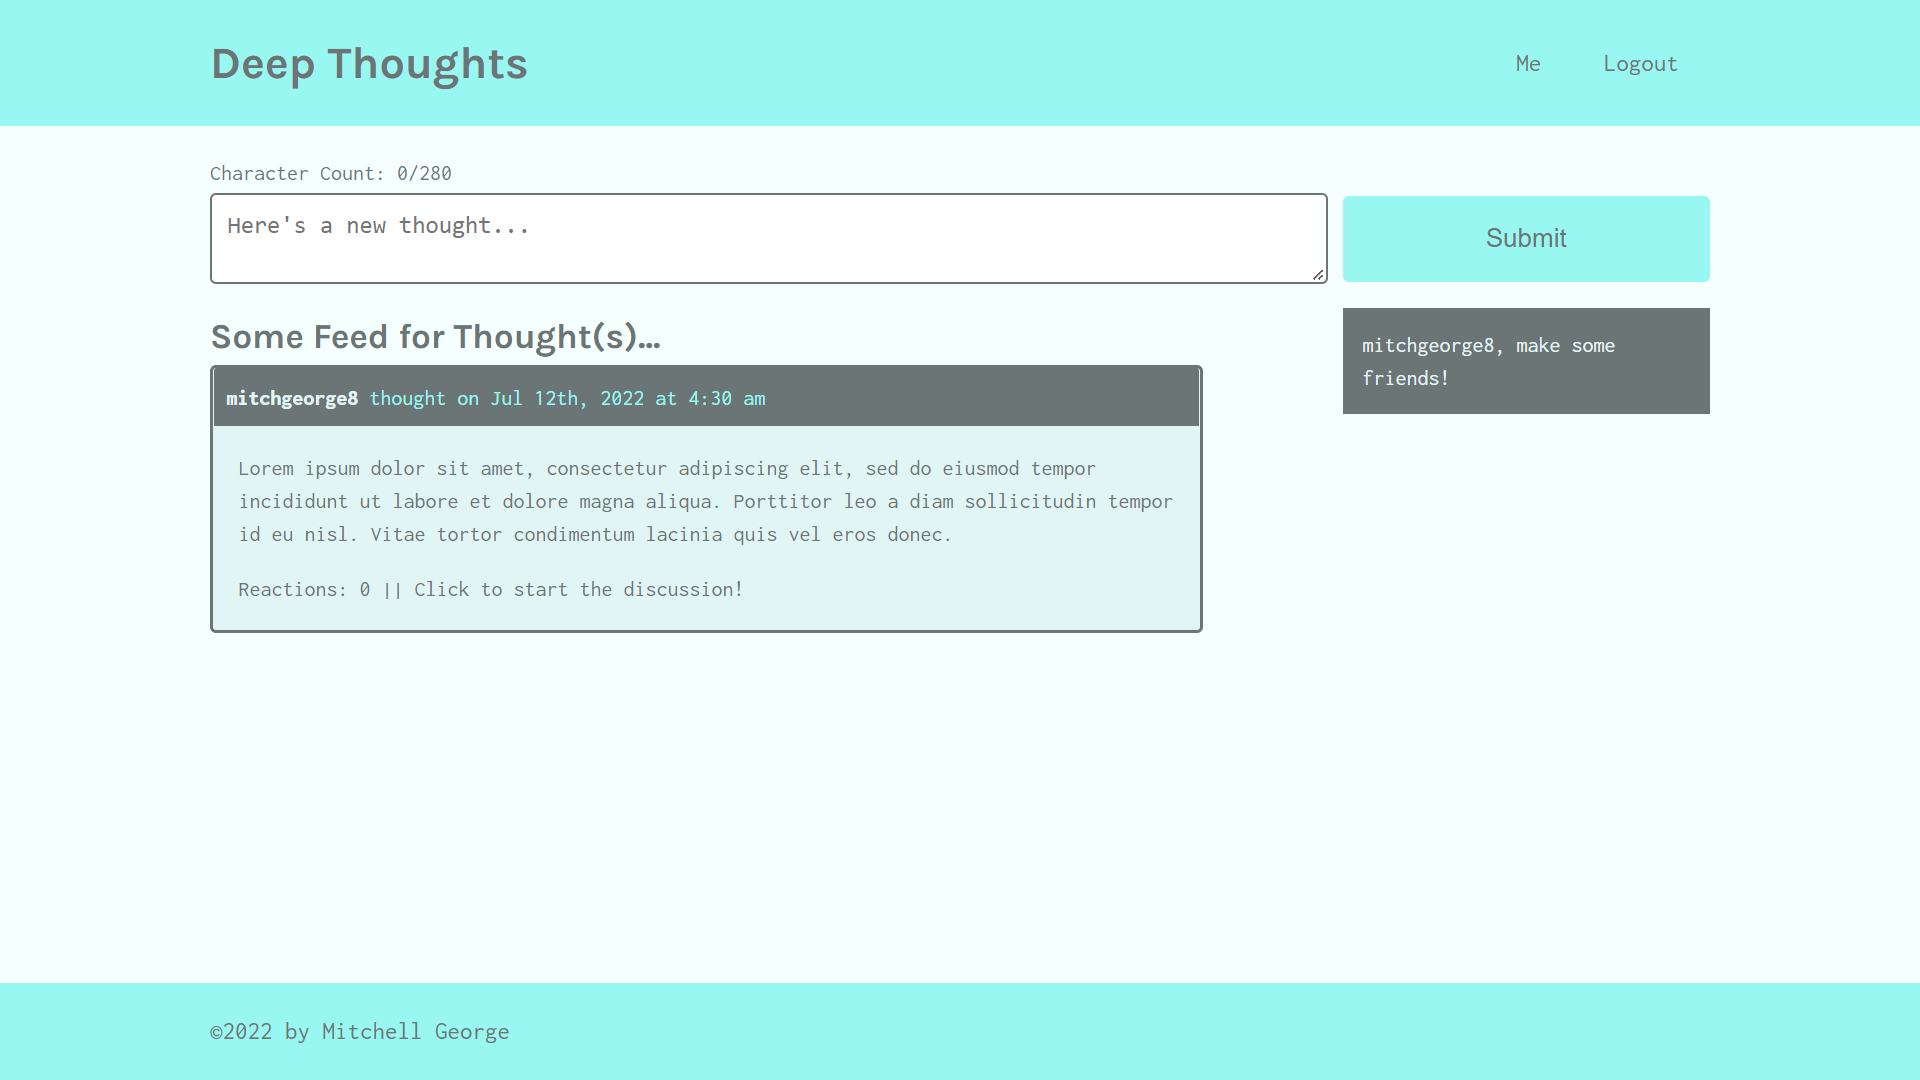 Deep Thoughts
Me
Logout
Character Count: 0/280
Here's a new thought...
Submit
Some Feed for Thought(s)...
mitchgeorge8 thought on Jul 12th, 2022 at 4:30 am
Lorem ipsum dolor sit amet, consectetur adipiscing elit, sed do eiusmod tempor
incididunt ut labore et dolore magna aliqua. Porttitor leo a diam sollicitudin tempor
id eu nisl. Vitae tortor condimentum lacinia quis vel eros donec.
Reactions: 0 || Click to start the discussion!
mitchgeorge8, make some
friends!
©2022 by Mitchell George